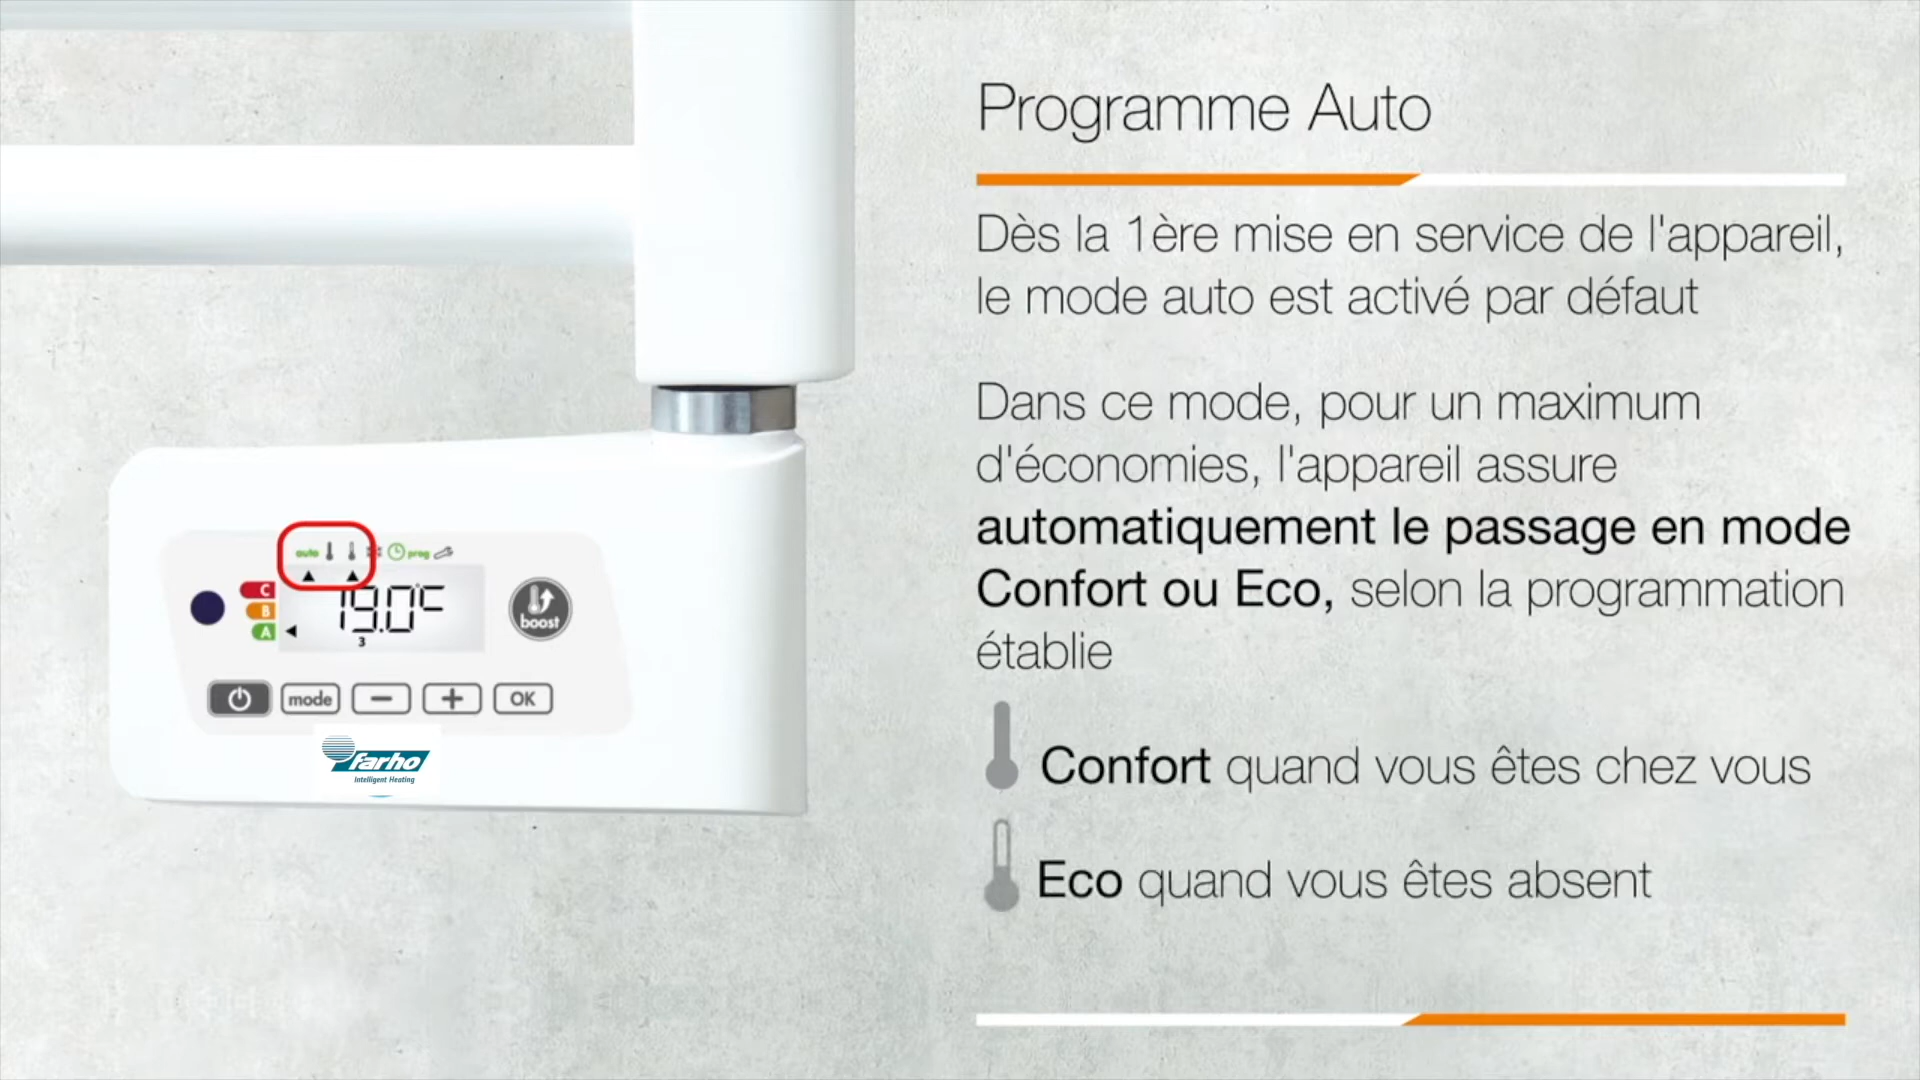 Programme Auto
Dès la 1ère mise en service de l'appareil,
le mode auto est activé par défaut
Dans ce mode, pour un maximum
d'économies, l'appareil assure
automatiquement le passage en mode
Confort ou Eco, selon la programmation
établie
Confort quand vous êtes chez vous
Eco quand vous êtes absent
auto prog
C
B
A
19.0°C
3
boost
mode
OK
farho
Intelligent Heating